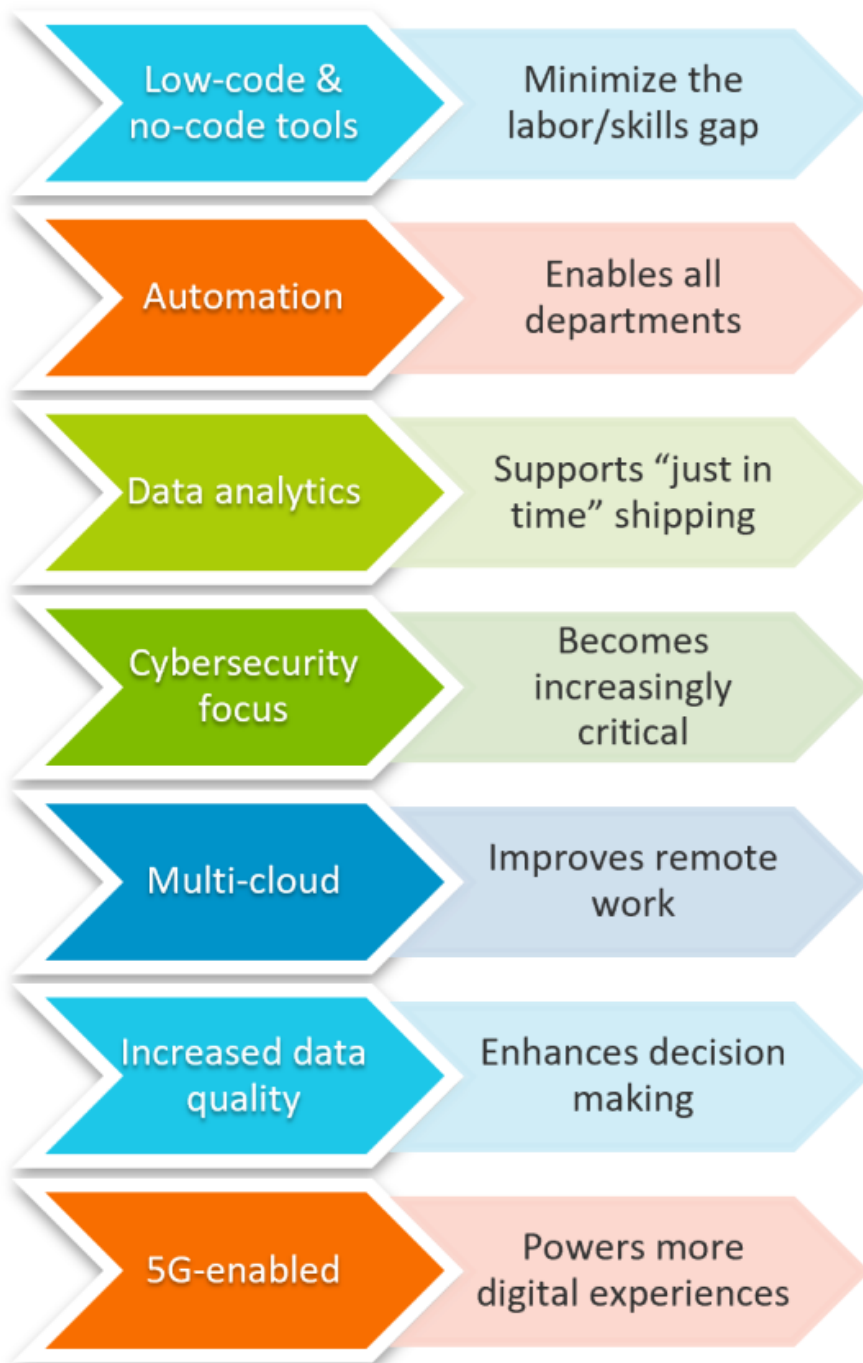 Low-code &
no-code tools
Minimize the
labor/skills gap
Automation
Enables all
departments
Data analytics
Supports “just in
time” shipping
Cybersecurity
focus
Becomes
increasingly
critical
Multi-cloud
Improves remote
work
Increased data
quality
Enhances decision
making
5G-enabled
Powers more
digital experiences